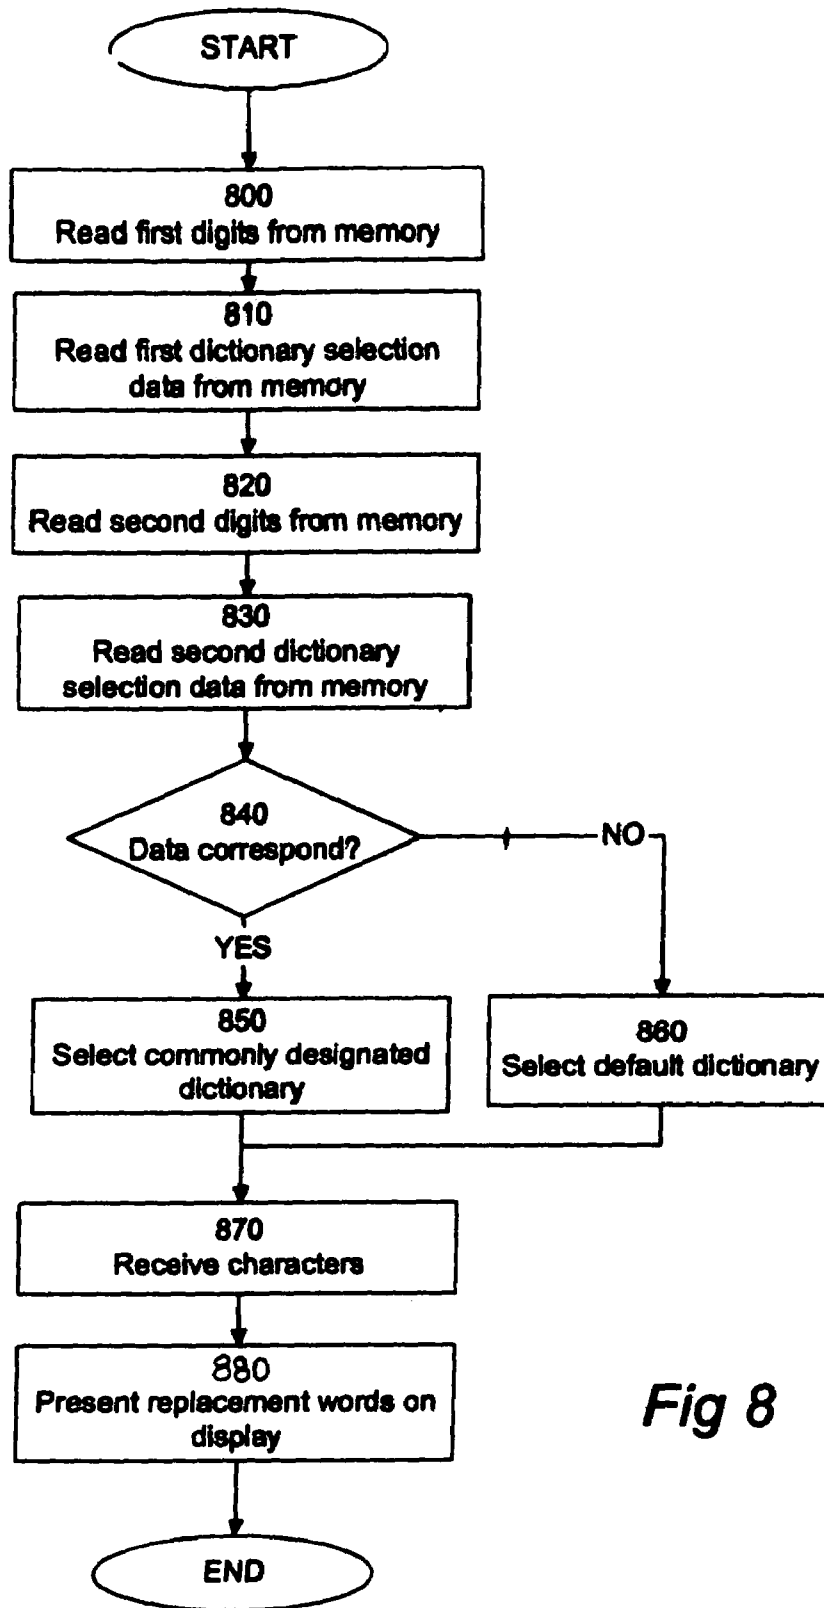 START
800
Read first digits from memory
810
Read first dictionary selection
data from memory
820
Read second digits from memory
830
Read second dictionary
selection data from memory
840
Data correspond?
NO
YES
850
Select commonly designated
dictionary
860
Select default dictionary
870
Receive characters
880
Present replacement words on
display
Fig 8
END